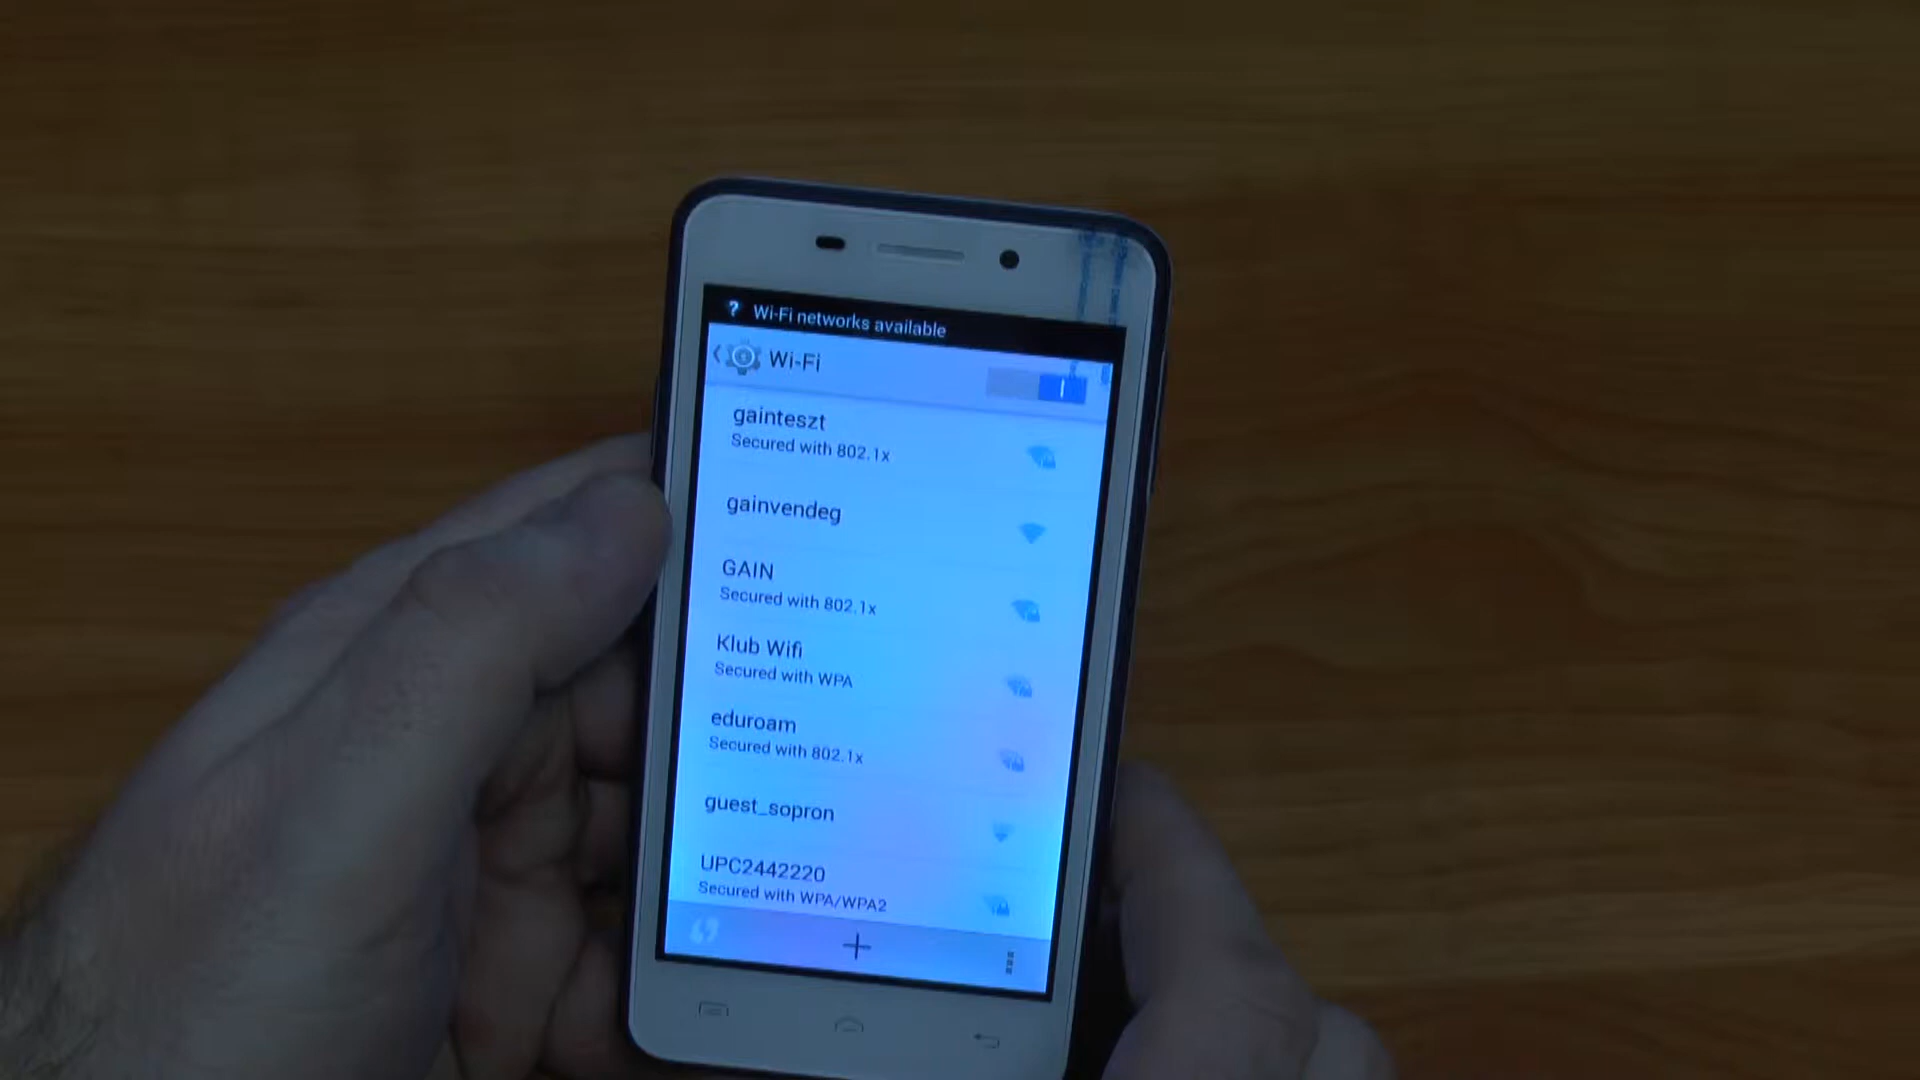 ? Wi-Fi networks available
Wi-Fi
gainteszt
Secured with 802.1x
gainvendeg
GAIN
Secured with 802.1x
Klub Wifi
Secured with WPA
eduroam
Secured with 802.1x
guest_sopron
UPC2442220
Secured with WPA/WPA2